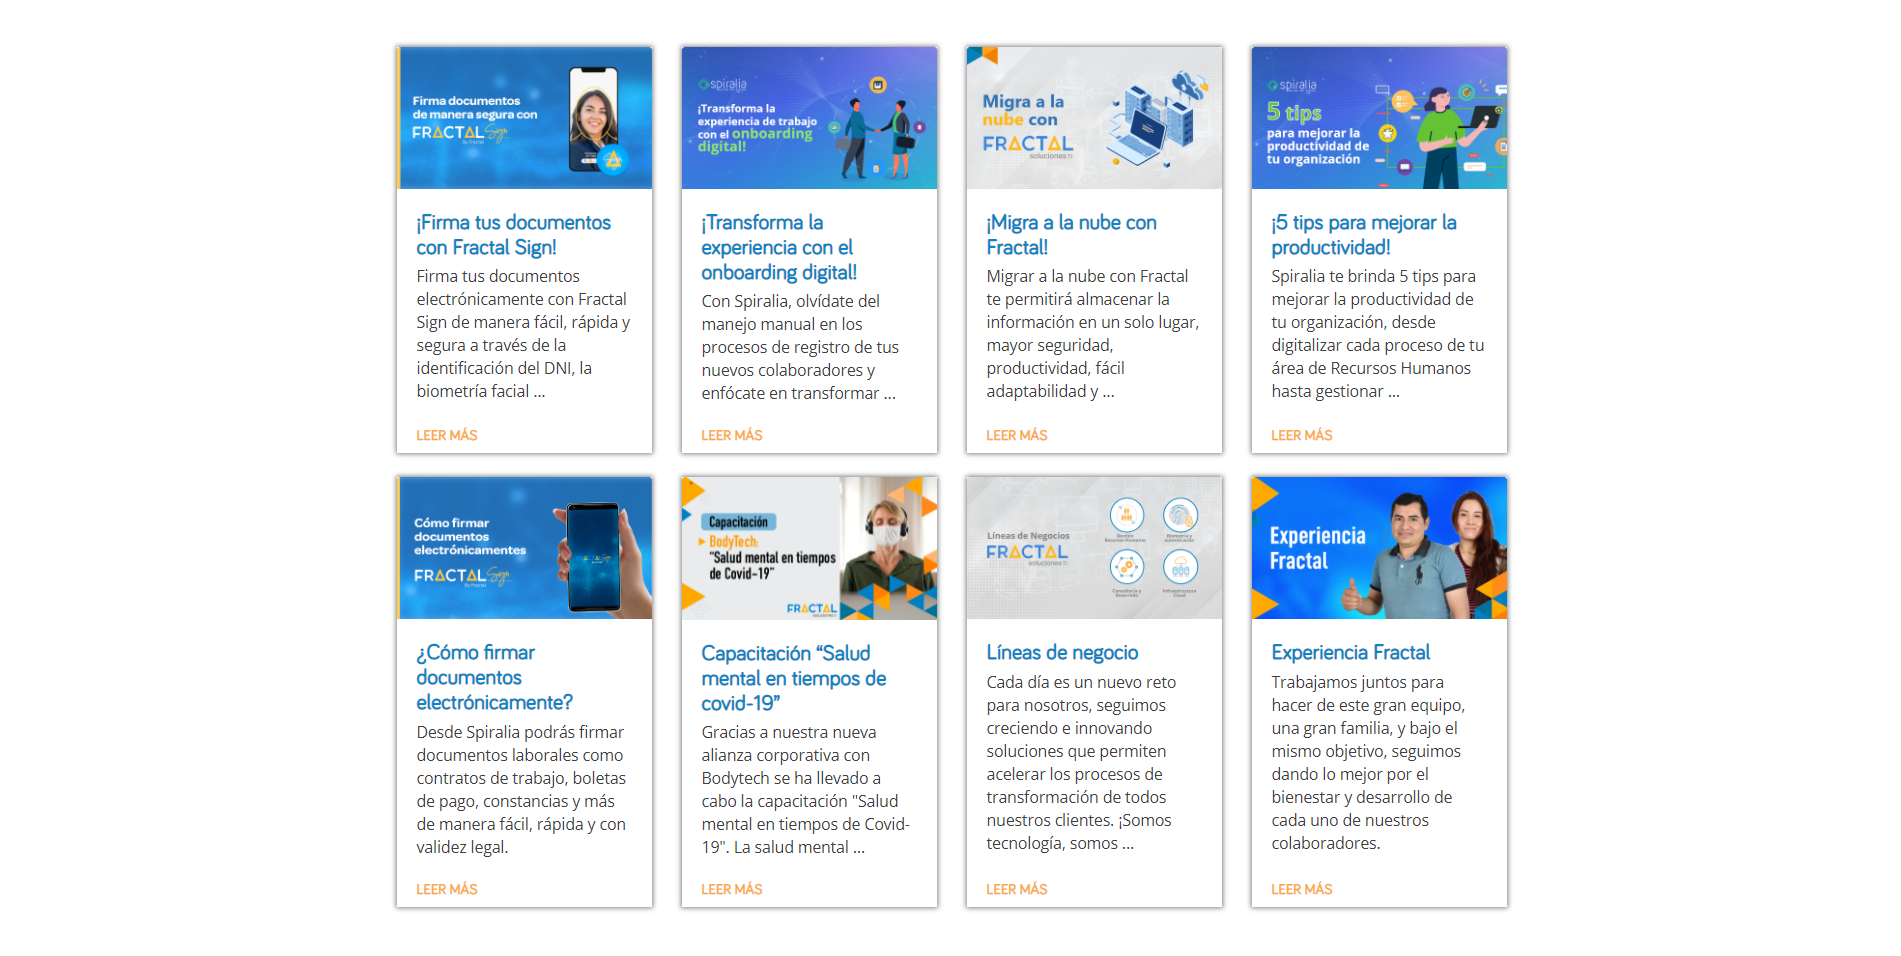 Firma documentos
de manera segura con
FRACTAL Sign
By Fractal
¡Firma tus documentos
con Fractal Sign!
Firma tus documentos
electrónicamente con Fractal
Sign de manera fácil, rápida y
segura a través de la
identificación del DNI, la
biometría facial ...
LEER MÁS
spiralia
¡Transforma la
experiencia de trabajo
con el onboarding
digital!
¡Transforma la
experiencia con el
onboarding digital!
Con Spiralia, olvídate del
manejo manual en los
procesos de registro de tus
nuevos colaboradores y
enfócate en transformar ...
LEER MÁS
Migra a la
nube con
FRACTAL
soluciones TI
¡Migra a la nube con
Fractal!
Migrar a la nube con Fractal
te permitirá almacenar la
información en un solo lugar,
mayor seguridad,
productividad, fácil
adaptabilidad y ...
LEER MÁS
spiralia
5 tips
para mejorar la
productividad de
tu organización
¡5 tips para mejorar la
productividad!
Spiralia te brinda 5 tips para
mejorar la productividad de
tu organización, desde
digitalizar cada proceso de tu
área de Recursos Humanos
hasta gestionar ...
LEER MÁS
Cómo firmar
documentos
electrónicamentes
FRACTAL Sign
By Fractal
¿Cómo firmar
documentos
electrónicamente?
Desde Spiralia podrás firmar
documentos laborales como
contratos de trabajo, boletas
de pago, constancias y más
de manera fácil, rápida y con
validez legal.
LEER MÁS
Capacitación
BodyTech:
"Salud mental en tiempos
de Covid-19"
FRACTAL
soluciones TI
Capacitación “Salud
mental en tiempos de
covid-19”
Gracias a nuestra nueva
alianza corporativa con
Bodytech se ha llevado a
cabo la capacitación "Salud
mental en tiempos de Covid-
19". La salud mental ...
LEER MÁS
Líneas de Negocios
FRACTAL
soluciones TI
Gestión
Recursos Humanos
Biometría y
autenticación
Consultoría y
Desarrollo
Infraestructura
Cloud
Líneas de negocio
Cada día es un nuevo reto
para nosotros, seguimos
creciendo e innovando
soluciones que permiten
acelerar los procesos de
transformación de todos
nuestros clientes. ¡Somos
tecnología, somos ...
LEER MÁS
Experiencia
Fractal
Experiencia Fractal
Trabajamos juntos para
hacer de este gran equipo,
una gran familia, y bajo el
mismo objetivo, seguimos
dando lo mejor por el
bienestar y desarrollo de
cada uno de nuestros
colaboradores.
LEER MÁS